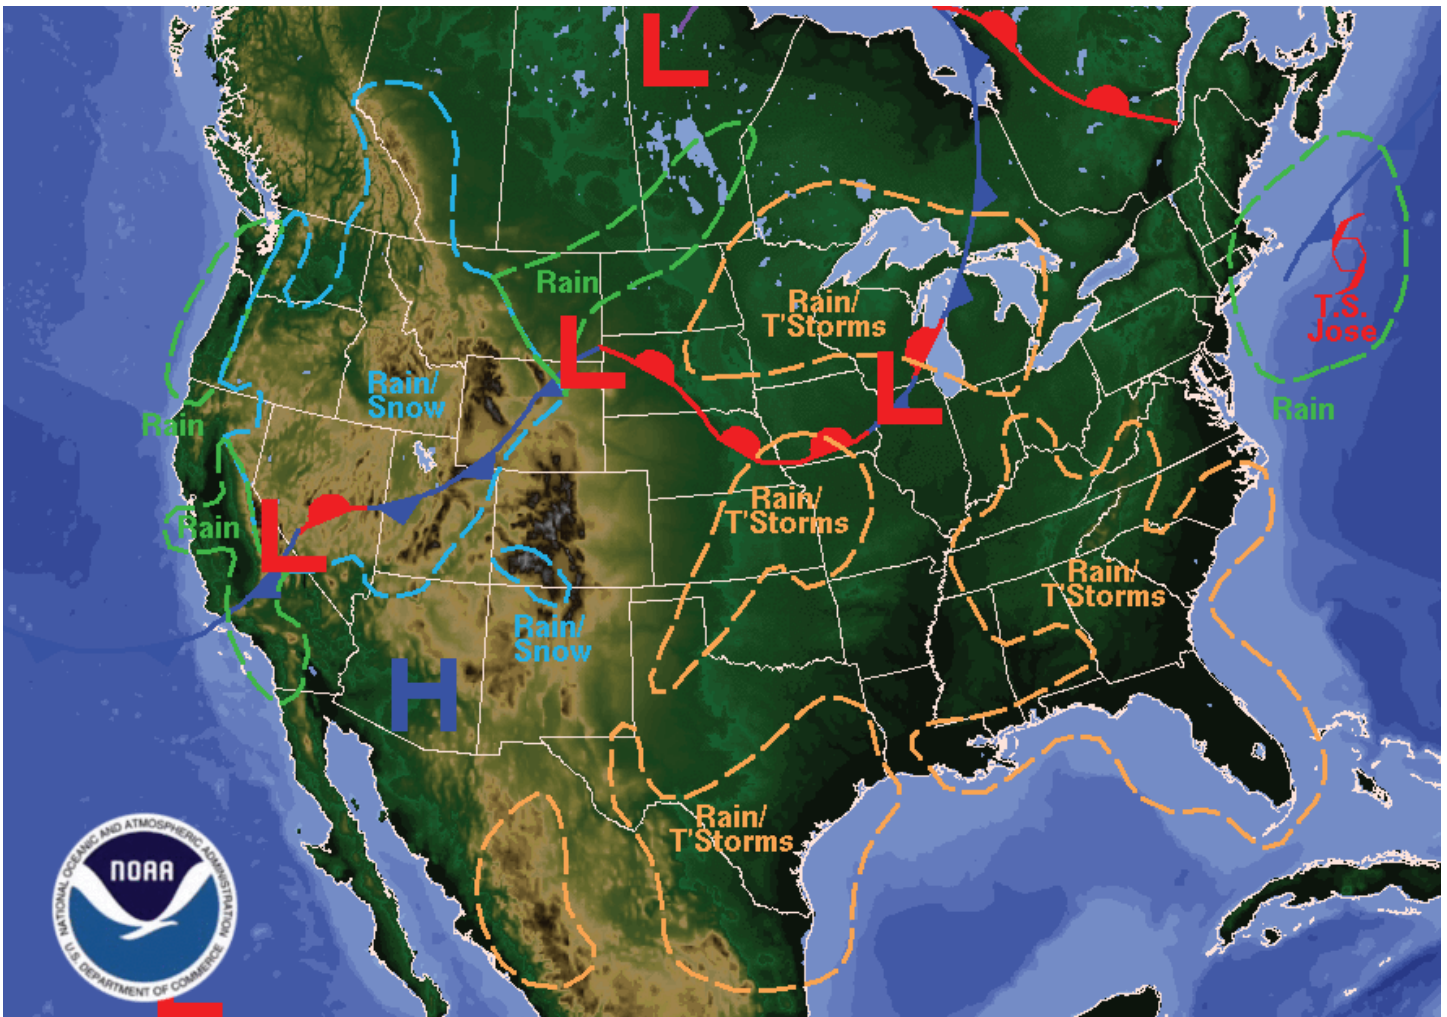 L
Rain
L
Rain/
T'Storms
T.S.
Jose
L
Rain/
Snow
Rain
Rain
L
Rain
Rain/
T'Storms
Rain/
T'Storms
Rain/
Snow
H
Rain/
T'Storms
NATIONAL OCEANIC AND ATMOSPHERIC ADMINISTRATION
NOAA
U.S. DEPARTMENT OF COMMERCE